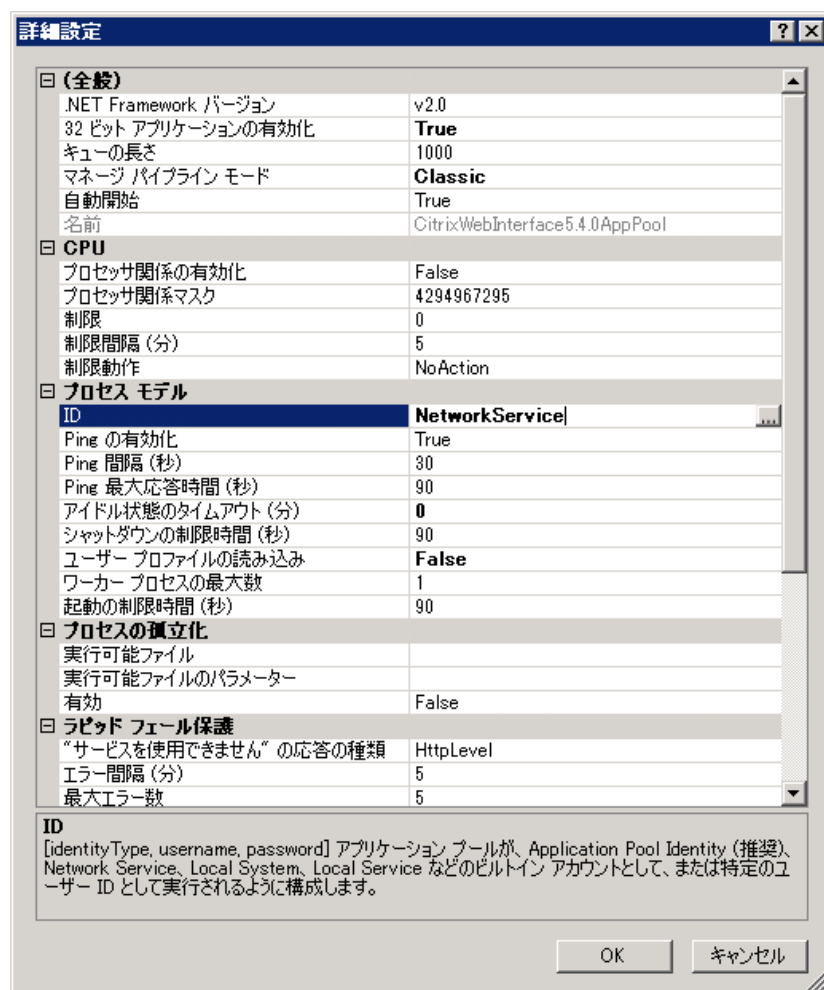 詳細設定
(全般)
.NET Framework バージョン v2.0
32 ビット アプリケーションの有効化 True
キューの長さ 1000
マネージ パイプライン モード Classic
自動開始 True
名前 CitrixWebInterface5.4.0AppPool
CPU
プロセッサ関係の有効化 False
プロセッサ関係マスク 4294967295
制限 0
制限間隔 (分) 5
制限動作 NoAction
プロセス モデル
ID NetworkService ...
Ping の有効化 True
Ping 間隔 (秒) 30
Ping 最大応答時間 (秒) 90
アイドル状態のタイムアウト (分) 0
シャットダウンの制限時間 (秒) 90
ユーザー プロファイルの読み込み False
ワーカー プロセスの最大数 1
起動の制限時間 (秒) 90
プロセスの孤立化
実行可能ファイル
実行可能ファイルのパラメーター
有効 False
ラピッド フェール保護
"サービスを使用できません" の応答の種類 HttpLevel
エラー間隔 (分) 5
最大エラー数 5
ID
[identityType, username, password] アプリケーション プールが、Application Pool Identity (推奨)、
Network Service、Local System、Local Service などのビルトイン アカウントとして、または特定のユ
ーザー ID として実行されるように構成します。
OK キャンセル